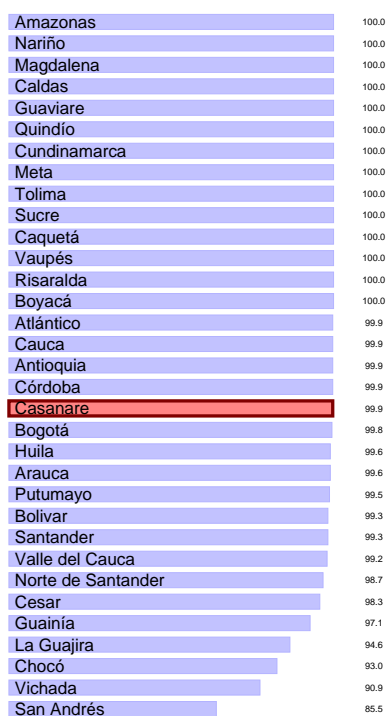 Amazonas 100.0
Nariño 100.0
Magdalena 100.0
Caldas 100.0
Guaviare 100.0
Quindío 100.0
Cundinamarca 100.0
Meta 100.0
Tolima 100.0
Sucre 100.0
Caquetá 100.0
Vaupés 100.0
Risaralda 100.0
Boyacá 100.0
Atlántico 99.9
Cauca 99.9
Antioquia 99.9
Córdoba 99.9
Casanare 99.9
Bogotá 99.8
Huila 99.6
Arauca 99.6
Putumayo 99.5
Bolivar 99.3
Santander 99.3
Valle del Cauca 99.2
Norte de Santander 98.7
Cesar 98.3
Guainía 97.1
La Guajira 94.6
Chocó 93.0
Vichada 90.9
San Andrés 85.5